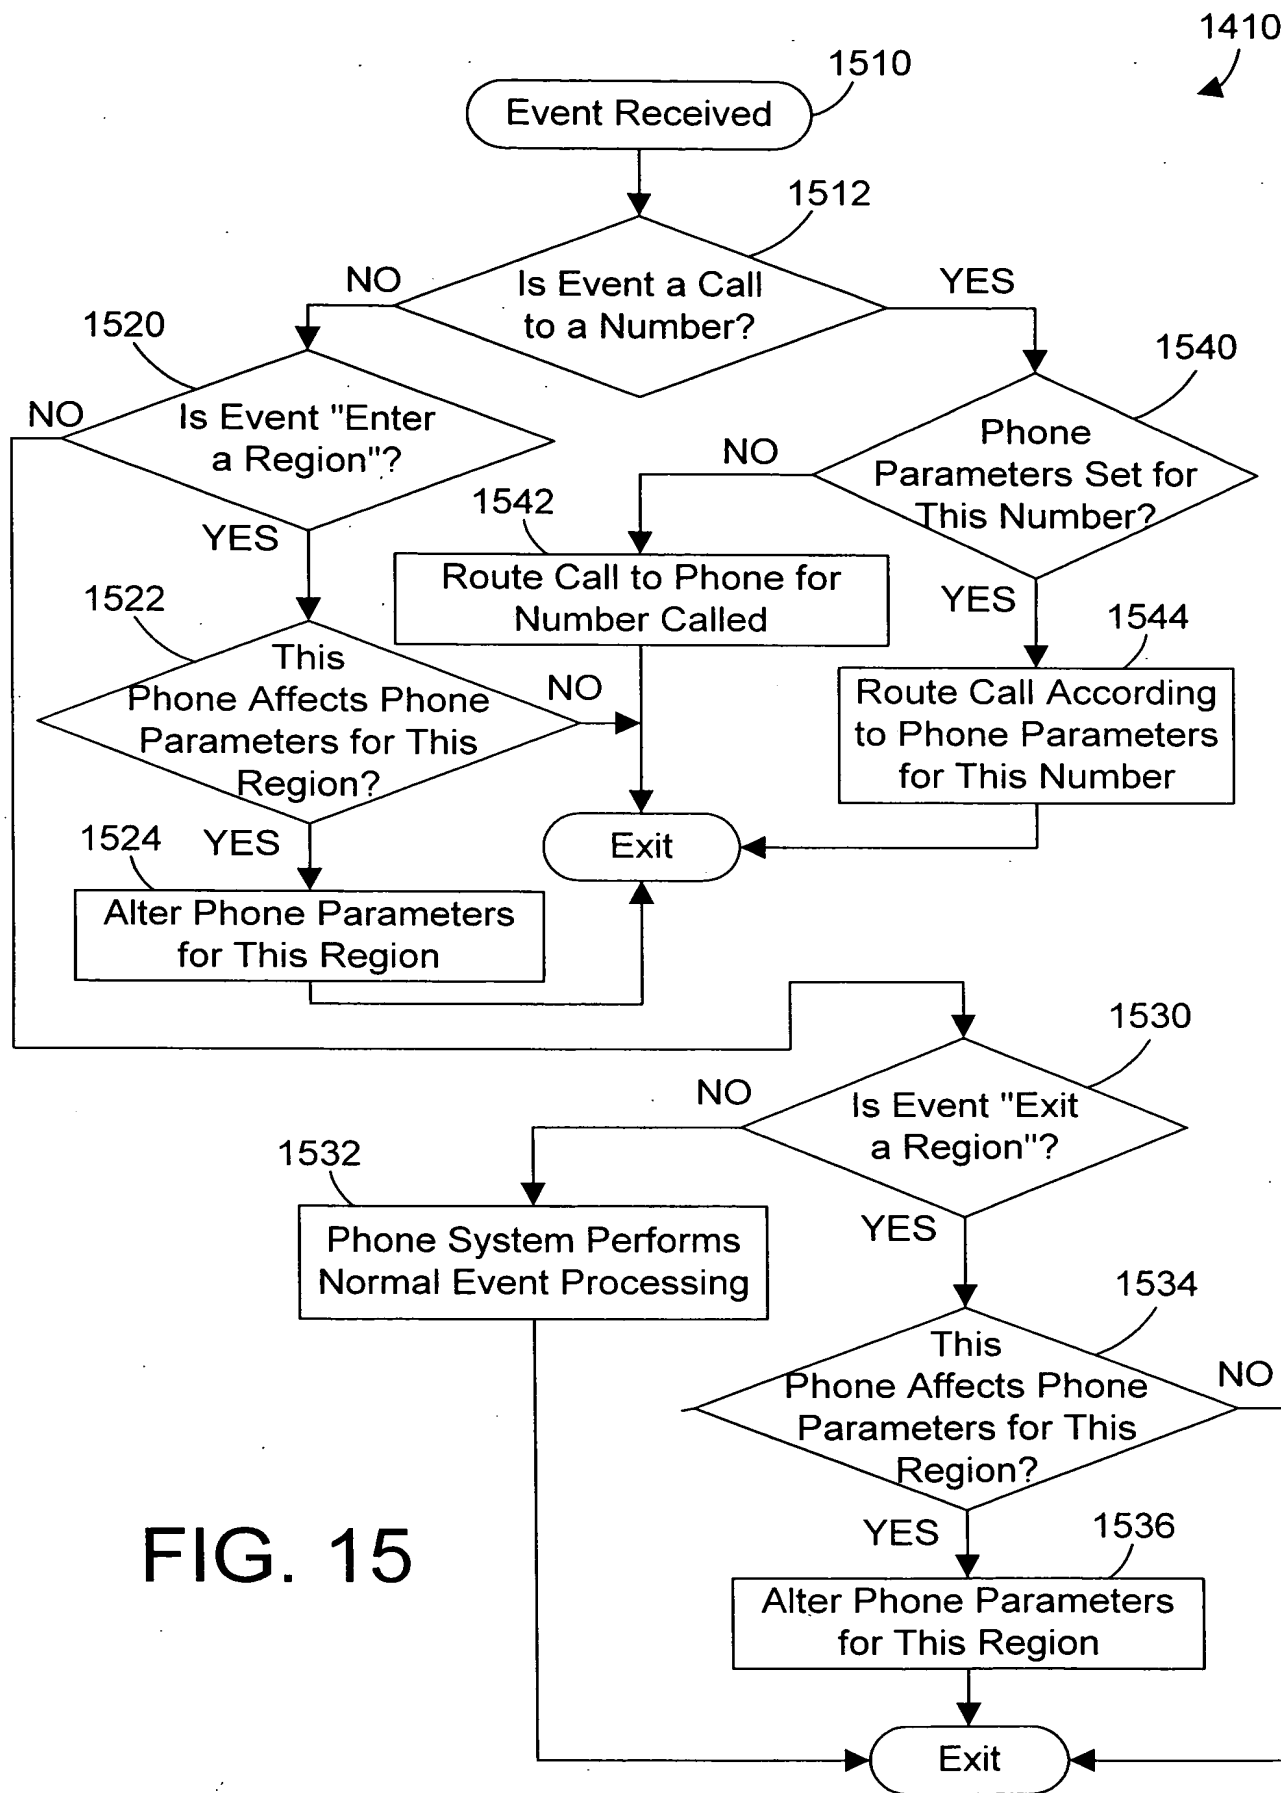 1410
1510
Event Received
1512
Is Event a Call
to a Number?
NO
YES
1520
Is Event "Enter
a Region"?
NO
YES
1540
Phone
Parameters Set for
This Number?
NO
YES
1542
Route Call to Phone for
Number Called
1522
This
Phone Affects Phone
Parameters for This
Region?
NO
YES
1544
Route Call According
to Phone Parameters
for This Number
Exit
1524
Alter Phone Parameters
for This Region
1530
Is Event "Exit
a Region"?
NO
YES
1532
Phone System Performs
Normal Event Processing
1534
This
Phone Affects Phone
Parameters for This
Region?
NO
YES
1536
Alter Phone Parameters
for This Region
Exit
FIG. 15